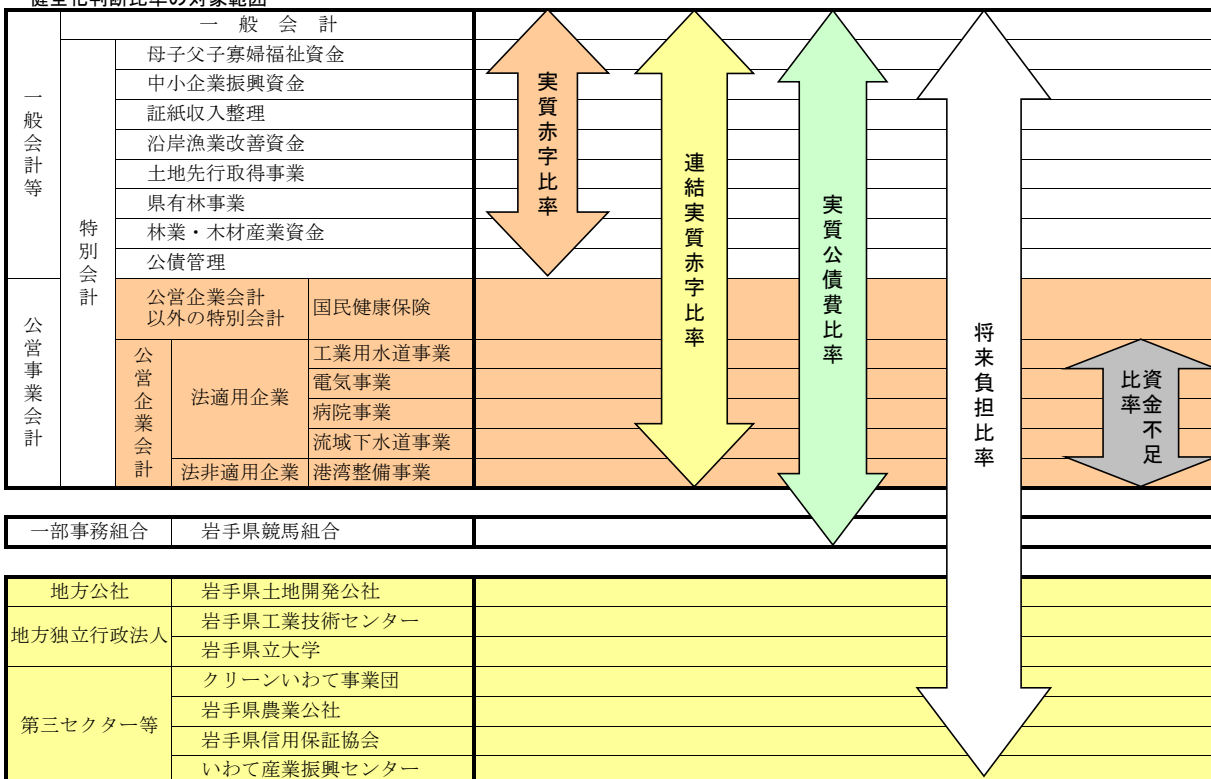 健全化判断比率の対象範囲
一般会計等
一般会計
特別会計
母子父子寡婦福祉資金
中小企業振興資金
証紙収入整理
沿岸漁業改善資金
土地先行取得事業
県有林事業
林業・木材産業資金
公債管理
公営事業会計
公営企業会計
以外の特別会計
国民健康保険
公営企業会計
法適用企業
工業用水道事業
電気事業
病院事業
流域下水道事業
法非適用企業
港湾整備事業
実質赤字比率
連結実質赤字比率
実質公債費比率
将来負担比率
資金不足
比率
一部事務組合
岩手県競馬組合
地方公社
岩手県土地開発公社
地方独立行政法人
岩手県工業技術センター
岩手県立大学
第三セクター等
クリーンいわて事業団
岩手県農業公社
岩手県信用保証協会
いわて産業振興センター